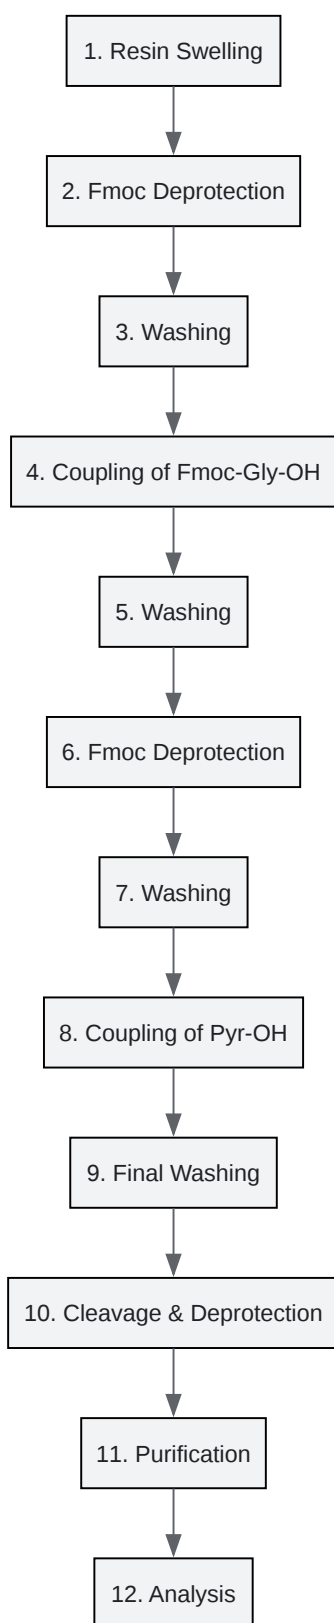 1. Resin Swelling
2. Fmoc Deprotection
3. Washing
4. Coupling of Fmoc-Gly-OH
5. Washing
6. Fmoc Deprotection
7. Washing
8. Coupling of Pyr-OH
9. Final Washing
10. Cleavage & Deprotection
11. Purification
12. Analysis